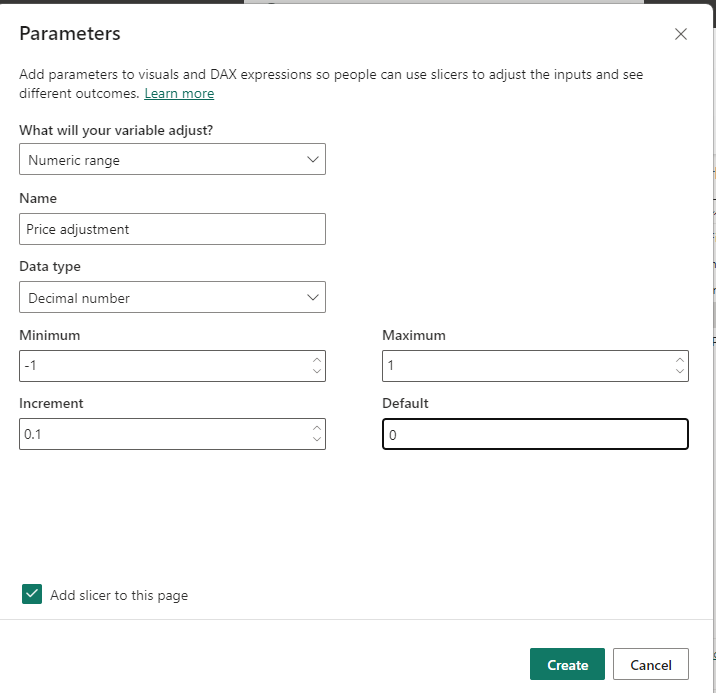 Parameters
Add parameters to visuals and DAX expressions so people can use slicers to adjust the inputs and see
different outcomes. Learn more
What will your variable adjust?
Numeric range
Name
Price adjustment
Data type
Decimal number
Minimum
Maximum
-1
1
Increment
Default
0.1
0
Add slicer to this page
Create
Cancel